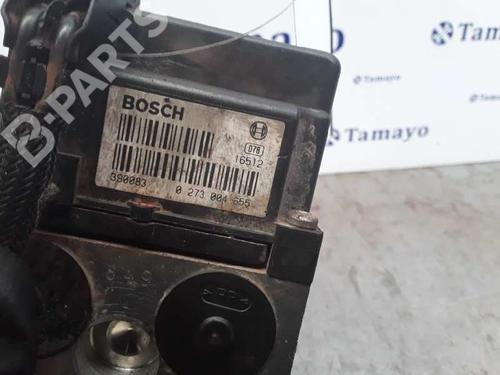 B-PARTS
Tamayo
Tamayo
Tamayo
BOSCH
078
16512
380083
0 273 004 655